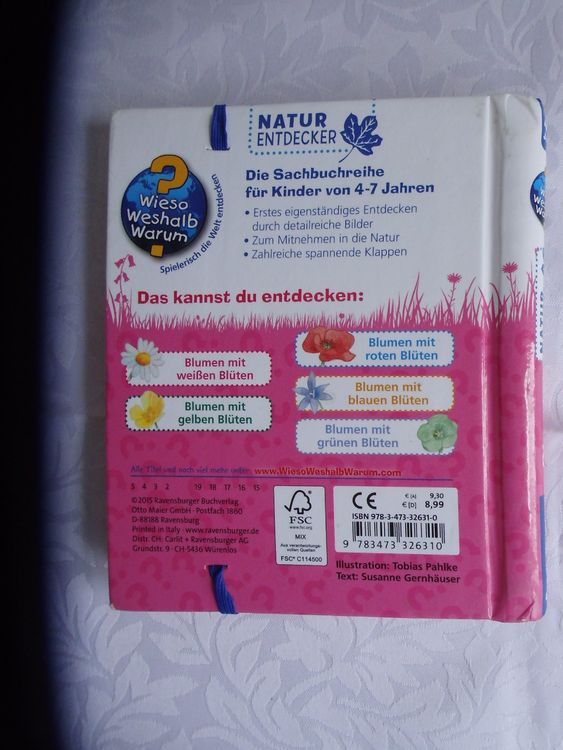 NATUR
ENTDECKER
Wieso
Weshalb
Warum
Spielerisch die Welt entdecken
Die Sachbuchreihe
für Kinder von 4-7 Jahren
• Erstes eigenständiges Entdecken
durch detailreiche Bilder
• Zum Mitnehmen in die Natur
• Zahlreiche spannende Klappen
Das kannst du entdecken:
Blumen mit
weißen Blüten
Blumen mit
gelben Blüten
Blumen mit
roten Blüten
Blumen mit
blauen Blüten
Blumen mit
grünen Blüten
Alle Titel und noch viel mehr unter: www.WiesoWeshalbWarum.com
5 4 3 2 19 18 17 16 15
©2015 Ravensburger Buchverlag
Otto Maier GmbH · Postfach 1860
D-88188 Ravensburg
Printed in Italy · www.ravensburger.de
Distr. CH: Carlit + Ravensburger AG
Grundstr. 9 · CH-5436 Würenlos
FSC
www.fsc.org
MIX
Aus verantwortungs-
vollen Quellen
FSC® C114500
CE
€ [A] 9,30
€ [D] 8,99
ISBN 978-3-473-32631-0
9 783473 326310
Illustration: Tobias Pahlke
Text: Susanne Gernhäuser